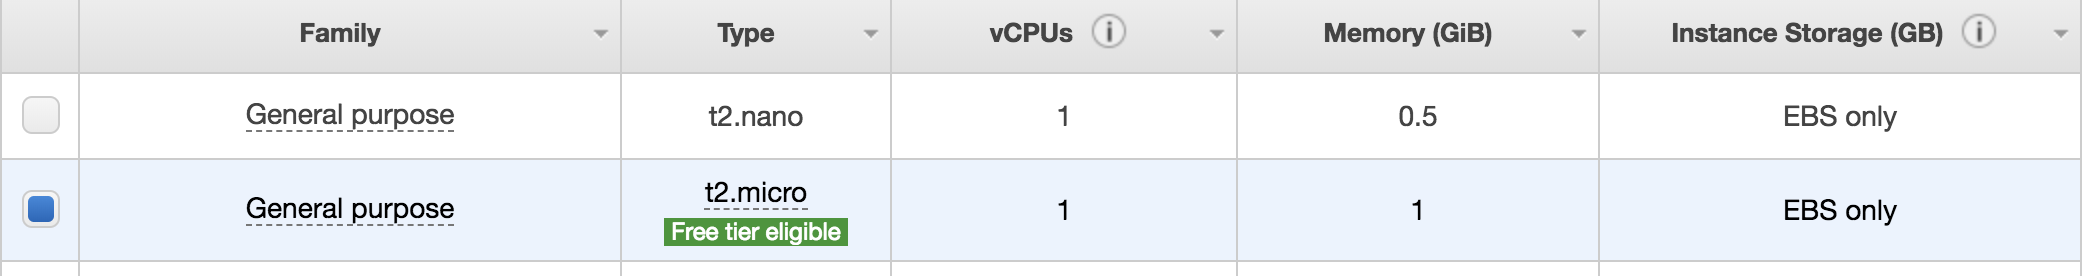 Family Type vCPUs i Memory (GiB) Instance Storage (GB) i
General purpose t2.nano 1 0.5 EBS only
General purpose t2.micro 1 1 EBS only
Free tier eligible